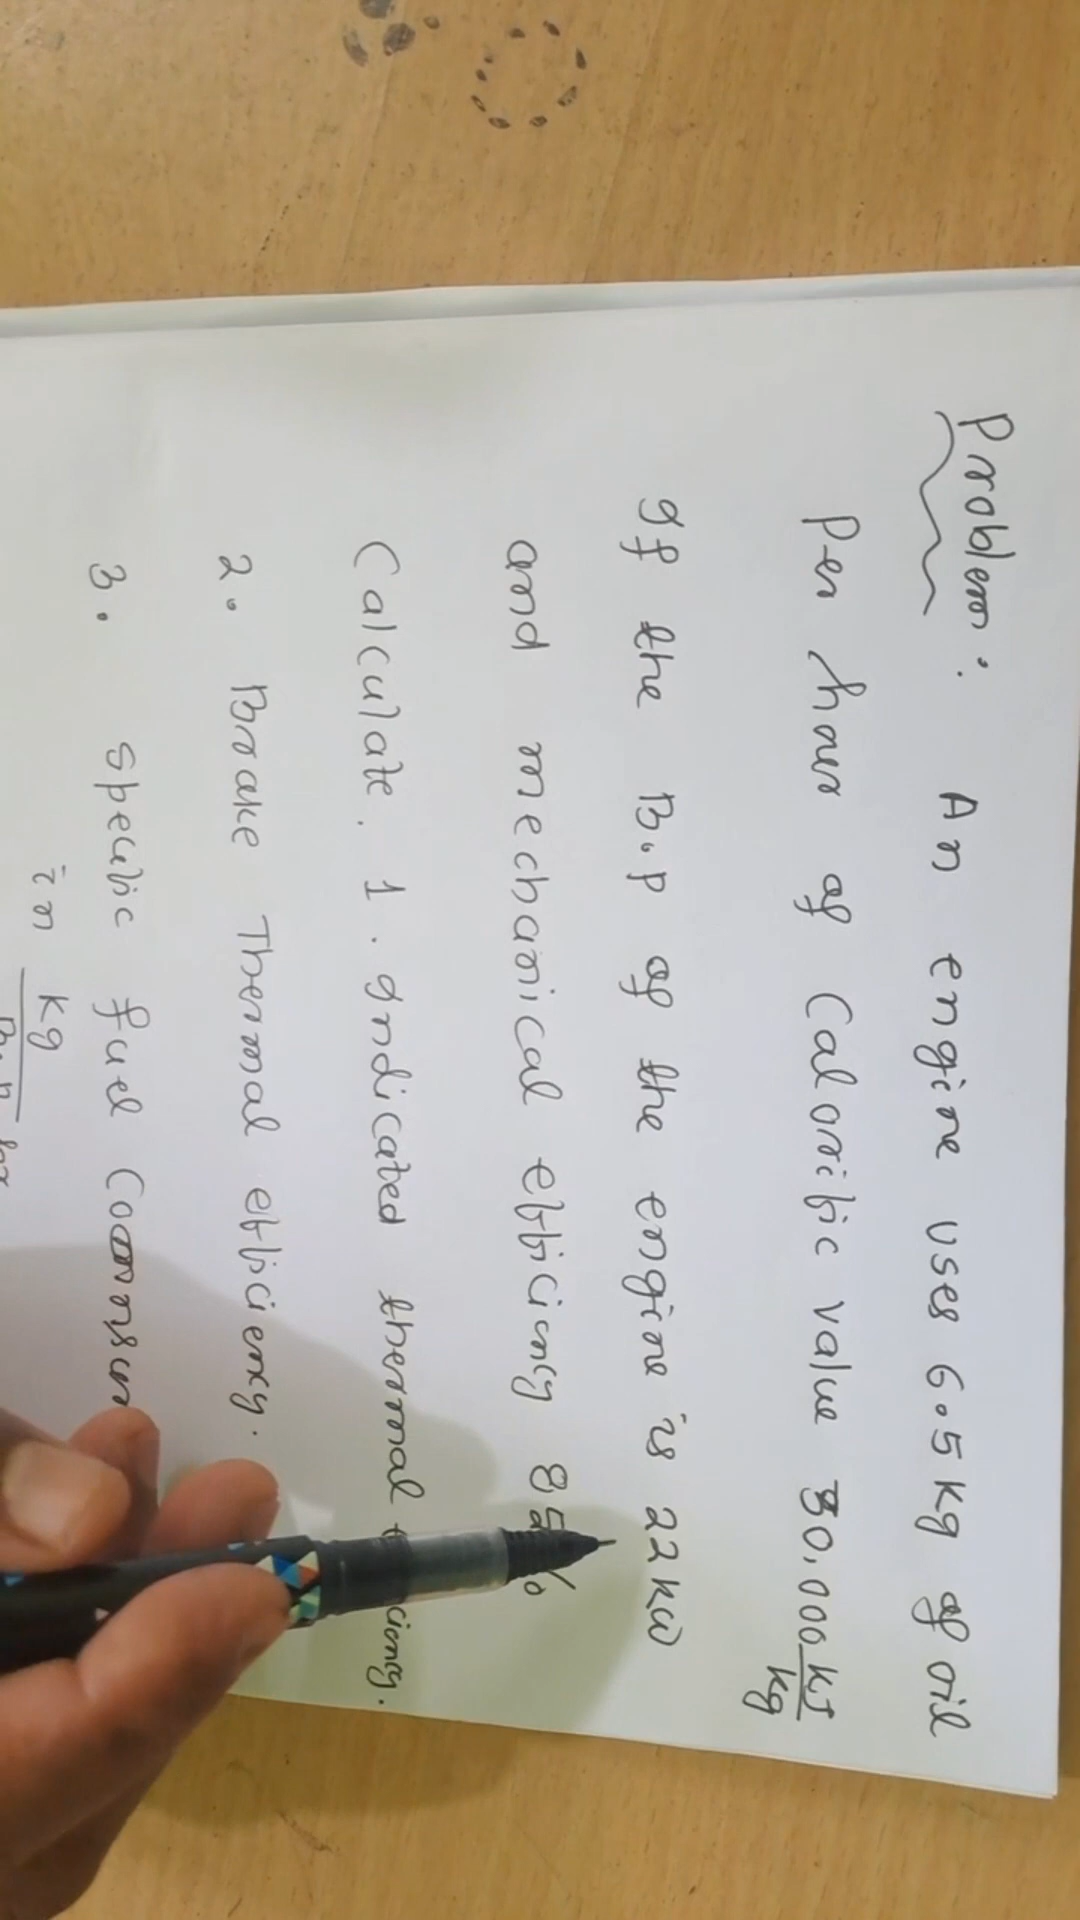 Problem: An engine uses 6.5 kg of oil
per hour of Calorific value 30,000 kJ/kg
If the B.P of the engine is 22 kw
and mechanical efficiency 85%
Calculate. 1. Indicated thermal
2. Brake Thermal efficiency.
3. Specific fuel
in kg